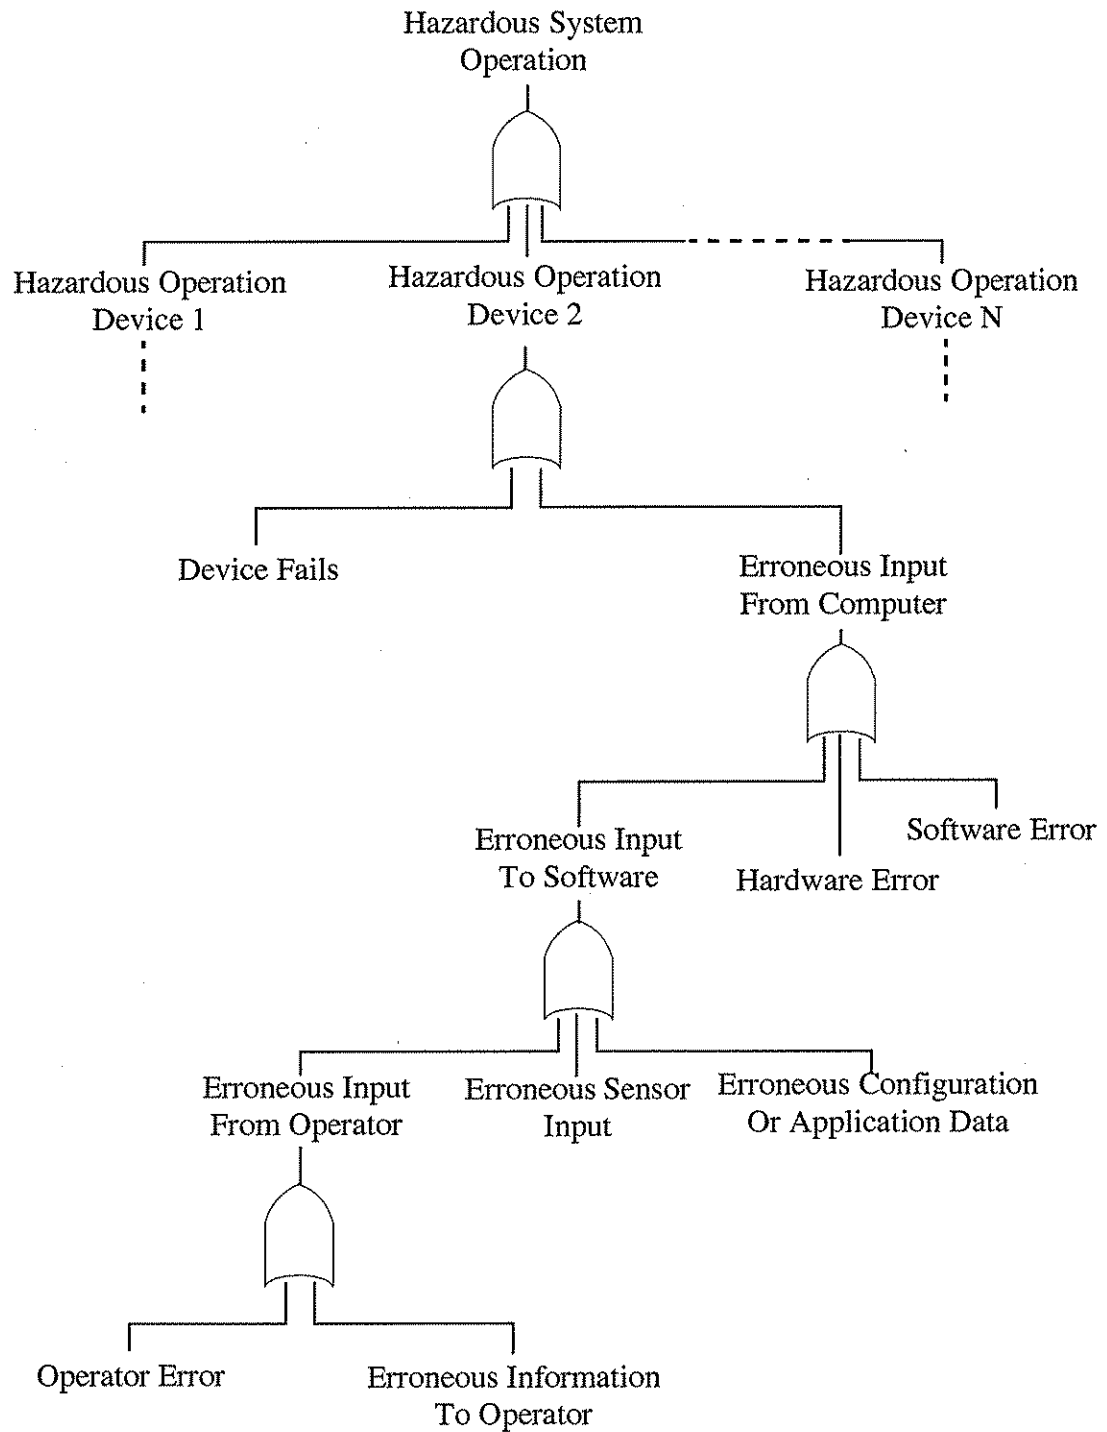 Hazardous System
Operation
Hazardous Operation
Device 1
Hazardous Operation
Device 2
Hazardous Operation
Device N
Device Fails
Erroneous Input
From Computer
Erroneous Input
To Software
Hardware Error
Software Error
Erroneous Input
From Operator
Erroneous Sensor
Input
Erroneous Configuration
Or Application Data
Operator Error
Erroneous Information
To Operator